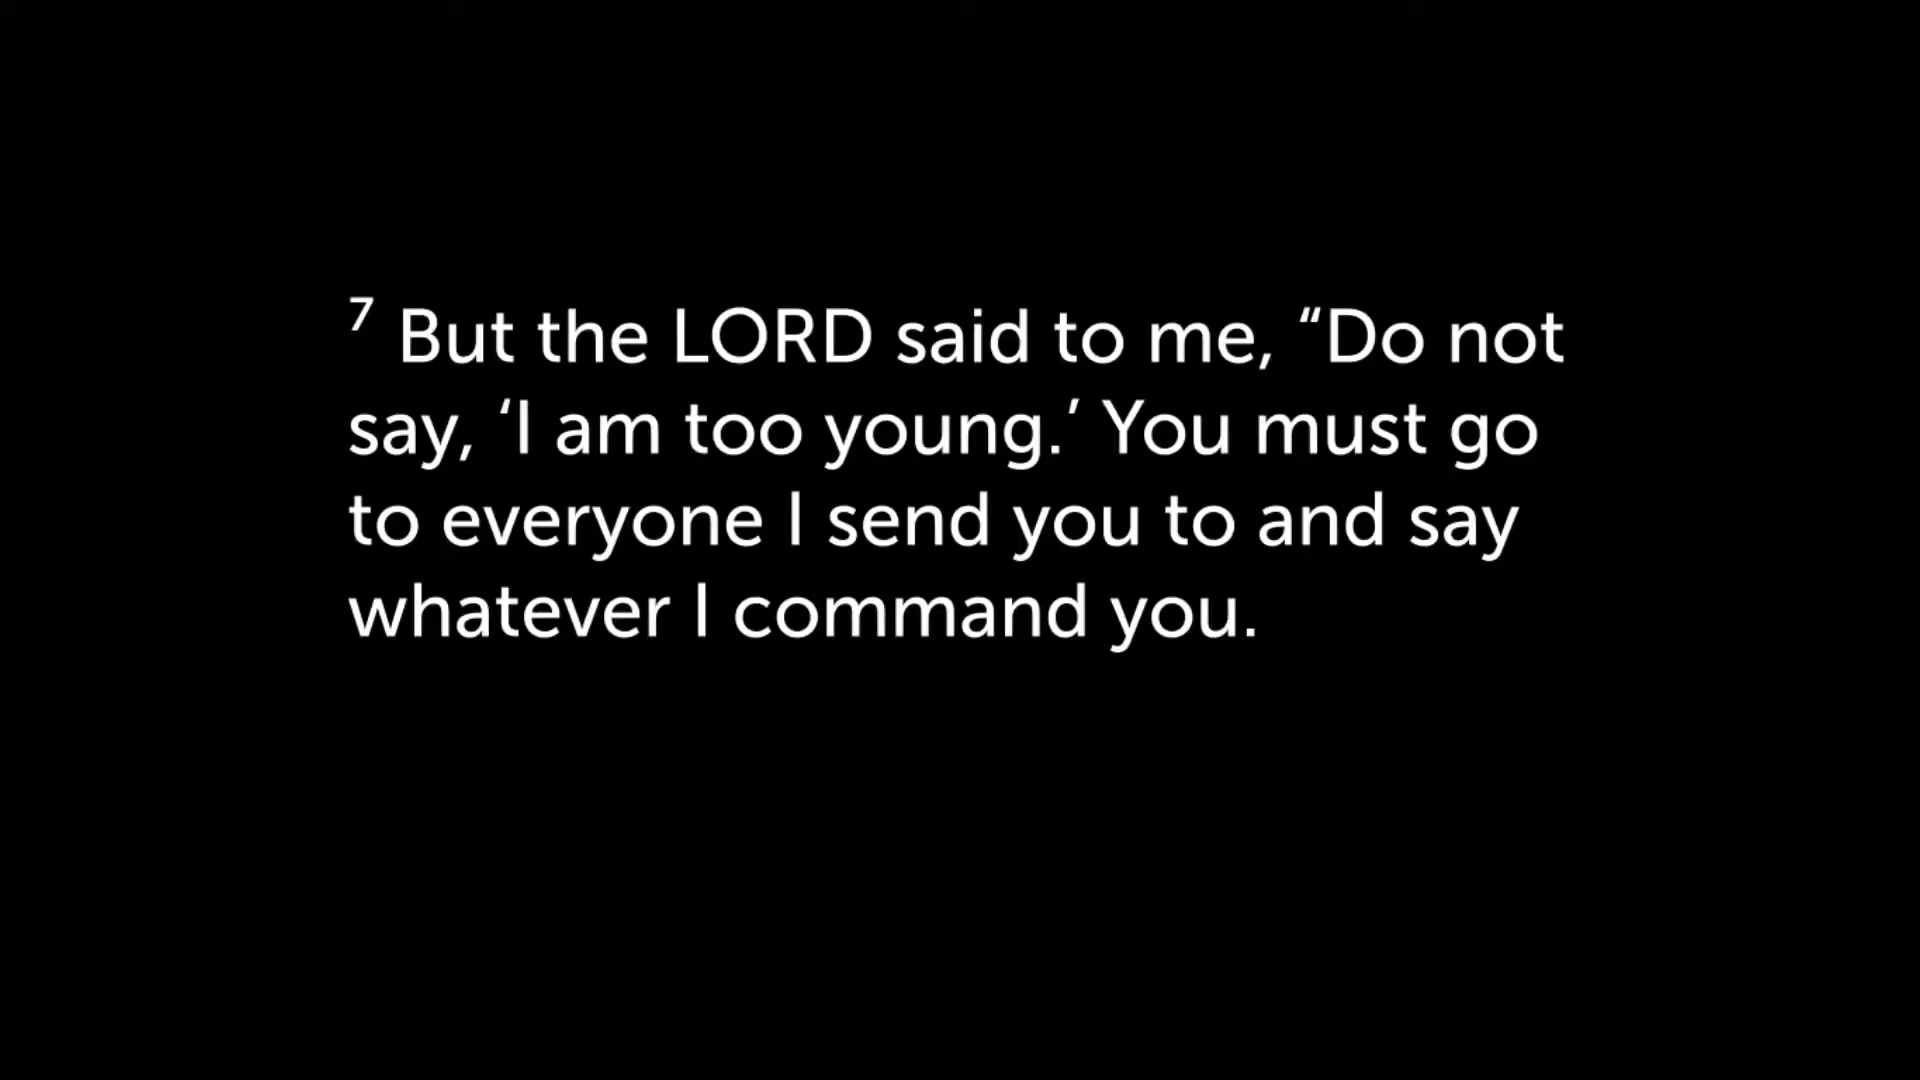 ⁷ But the LORD said to me, “Do not
say, ‘I am too young.’ You must go
to everyone I send you to and say
whatever I command you.